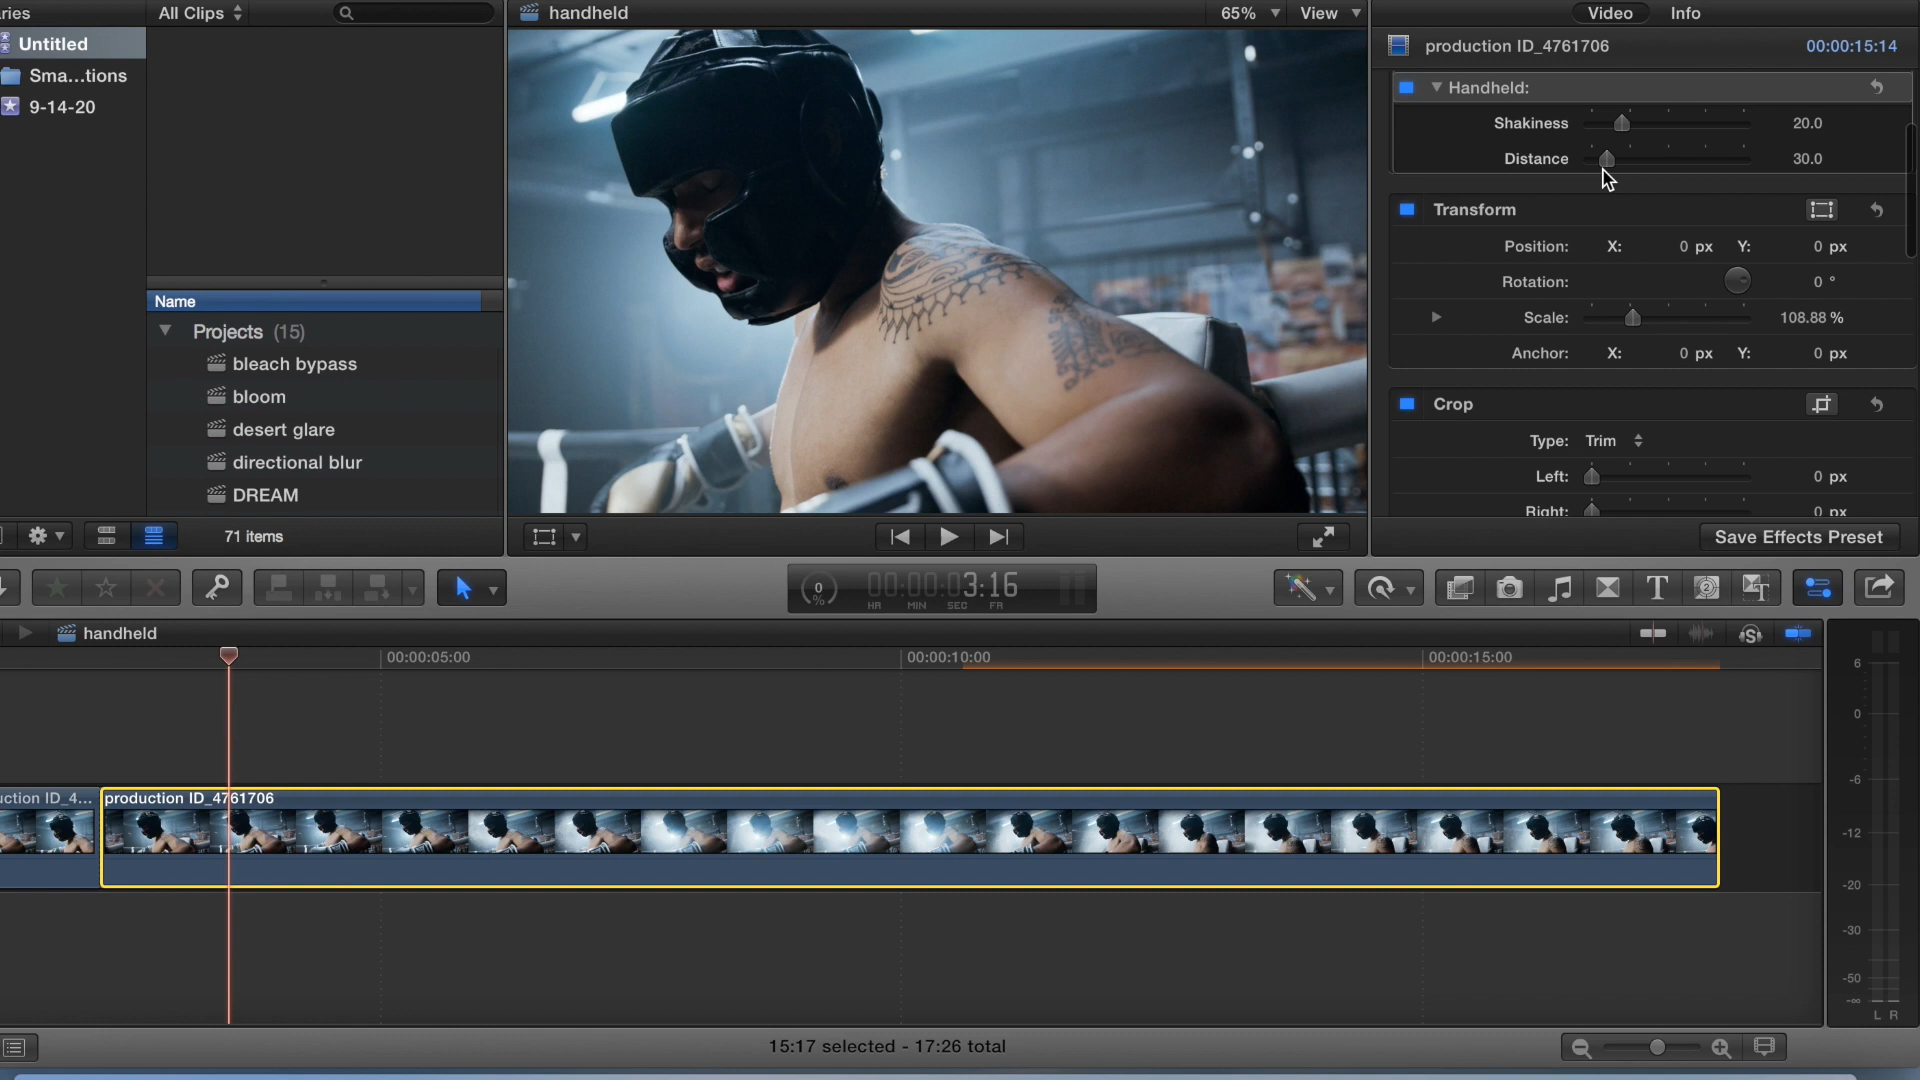 ries
All Clips
handheld
65%
View
Video
Info
Untitled
Sma...tions
9-14-20
production ID_4761706
00:00:15:14
Handheld:
Shakiness
20.0
Distance
30.0
Transform
Position:
X:
0 px
Y:
0 px
Rotation:
0 °
Scale:
108.88 %
Anchor:
X:
0 px
Y:
0 px
Crop
Type:
Trim
Left:
0 px
Right:
0 px
Name
Projects (15)
bleach bypass
bloom
desert glare
directional blur
DREAM
71 items
Save Effects Preset
0
%
00:00:03:16
HR
MIN
SEC
FR
handheld
00:00:05:00
00:00:10:00
00:00:15:00
uction ID_4...
production ID_4761706
6
0
-6
-12
-20
-30
-50
-∞
L R
15:17 selected - 17:26 total